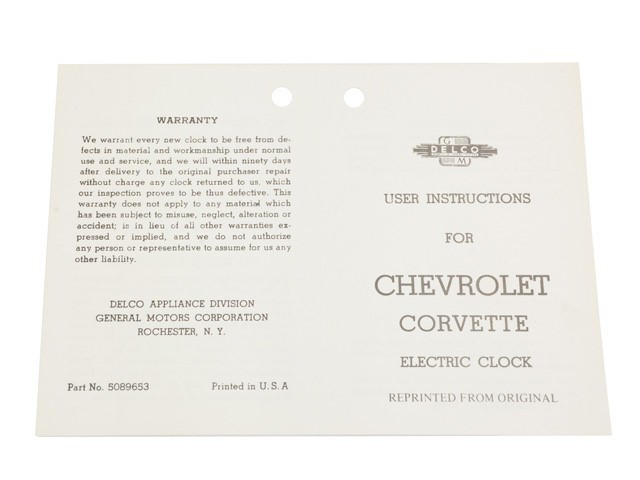 WARRANTY
We warrant every new clock to be free from de-
fects in material and workmanship under normal
use and service, and we will within ninety days
after delivery to the original purchaser repair
without charge any clock returned to us, which
our inspection proves to be thus defective. This
warranty does not apply to any material which
has been subject to misuse, neglect, alteration or
accident; is in lieu of all other warranties ex-
pressed or implied, and we do not authorize
any person or representative to assume for us any
other liability.
DELCO APPLIANCE DIVISION
GENERAL MOTORS CORPORATION
ROCHESTER, N. Y.
Part No. 5089653 Printed in U.S.A
G
DELCO
M
USER INSTRUCTIONS
FOR
CHEVROLET
CORVETTE
ELECTRIC CLOCK
REPRINTED FROM ORIGINAL